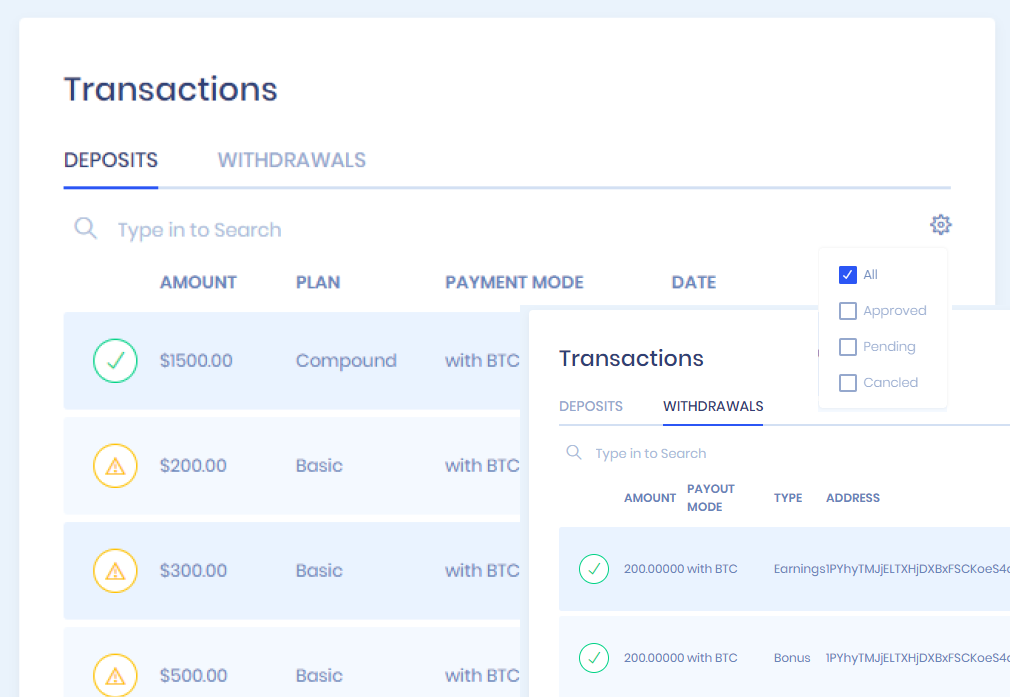 Transactions
DEPOSITS WITHDRAWALS
Type in to Search
AMOUNT PLAN PAYMENT MODE DATE
$1500.00 Compound with BTC
$200.00 Basic with BTC
$300.00 Basic with BTC
$500.00 Basic with BTC
All
Approved
Pending
Cancled
Transactions
DEPOSITS WITHDRAWALS
Type in to Search
AMOUNT PAYOUT MODE TYPE ADDRESS
200.00000 with BTC Earnings 1PYhyTMJjELTXHjDXBxFSCKoeS4
200.00000 with BTC Bonus 1PYhyTMJjELTXHjDXBxFSCKoeS4